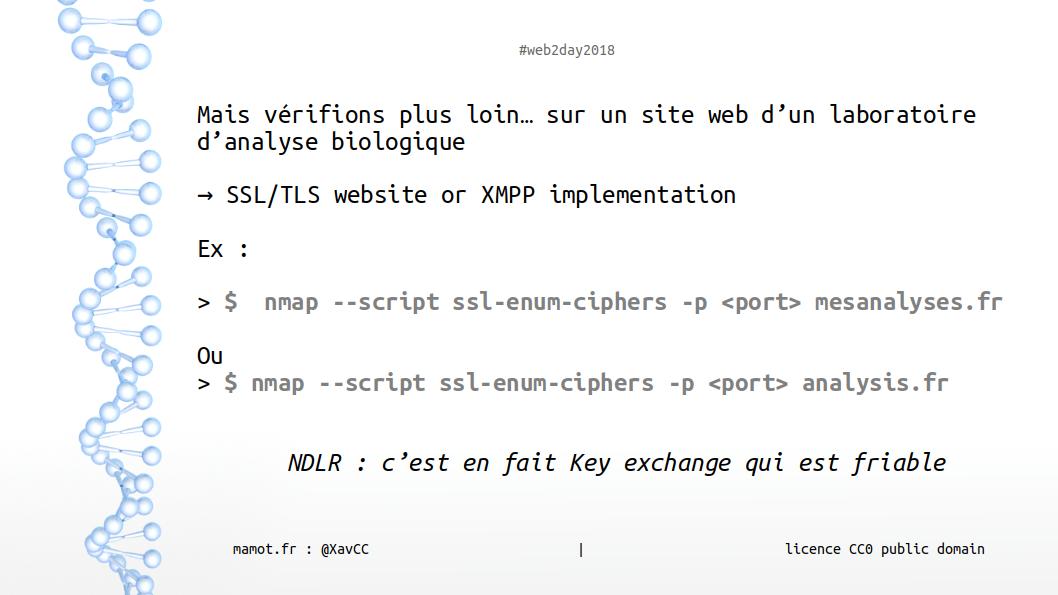 #web2day2018
Mais vérifions plus loin… sur un site web d’un laboratoire
d’analyse biologique
→ SSL/TLS website or XMPP implementation
Ex :
> $  nmap --script ssl-enum-ciphers -p <port> mesanalyses.fr
Ou
> $ nmap --script ssl-enum-ciphers -p <port> analysis.fr
NDLR : c’est en fait Key exchange qui est friable
mamot.fr : @XavCC | licence CC0 public domain